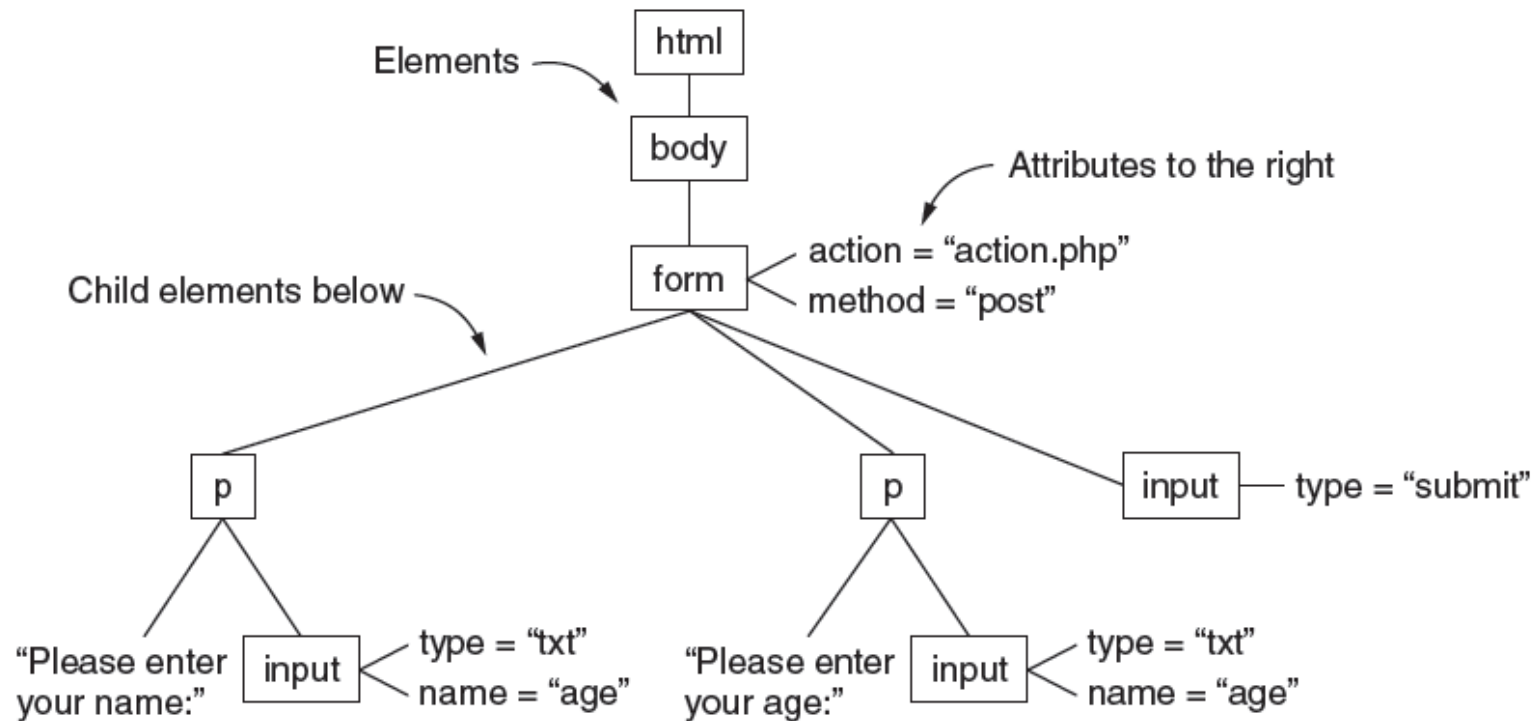 html
Elements
body
Attributes to the right
action = “action.php”
form
method = “post”
Child elements below
p
p
input
type = “submit”
“Please enter
your name:”
input
type = “txt”
name = “age”
“Please enter
your age:”
input
type = “txt”
name = “age”